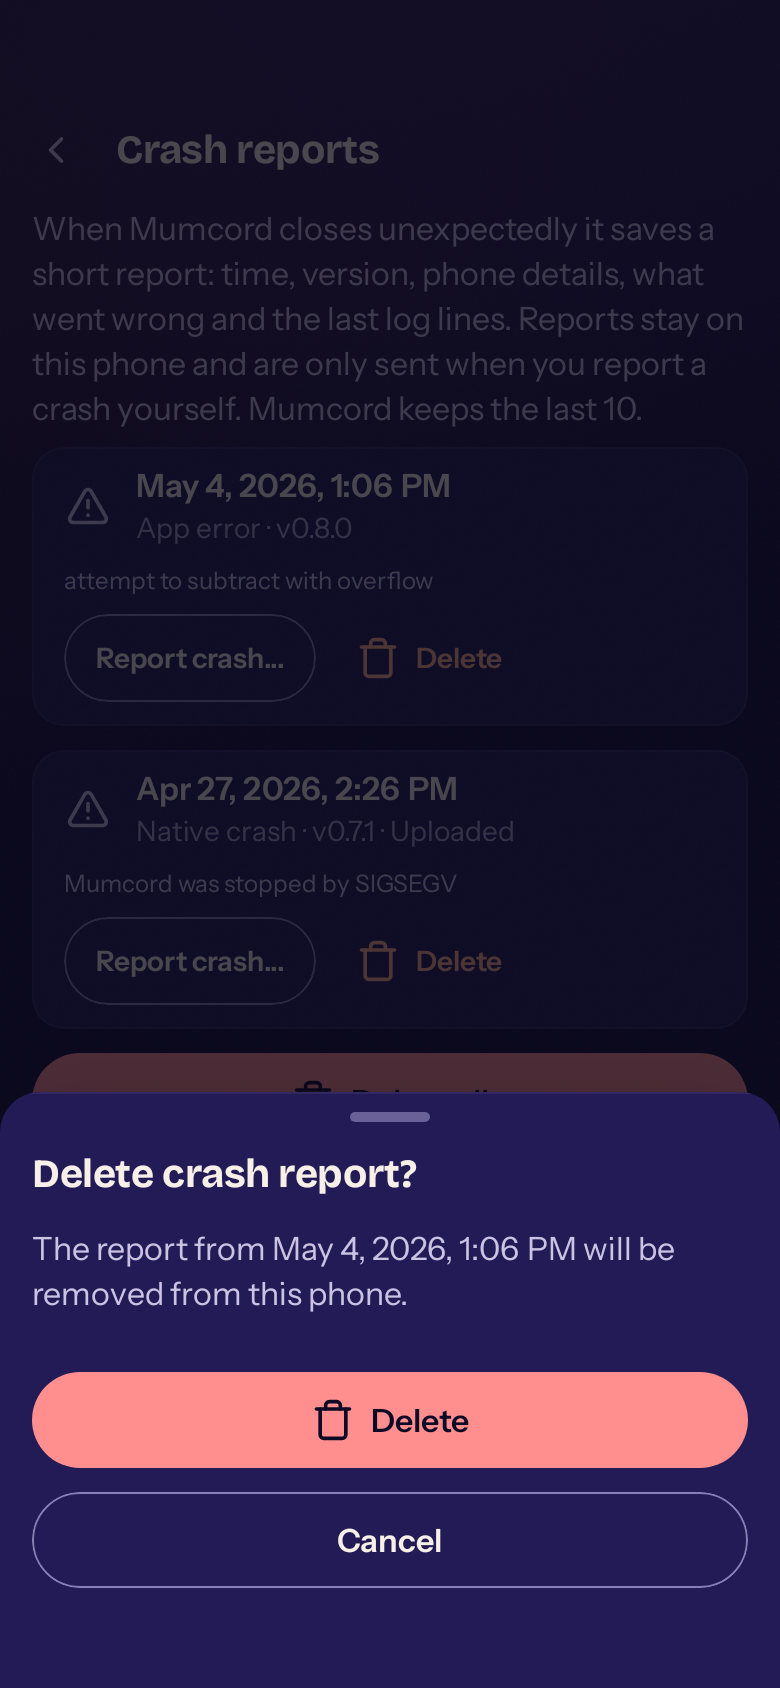 Crash reports
When Mumcord closes unexpectedly it saves a
short report: time, version, phone details, what
went wrong and the last log lines. Reports stay on
this phone and are only sent when you report a
crash yourself. Mumcord keeps the last 10.
May 4, 2026, 1:06 PM
App error · v0.8.0
attempt to subtract with overflow
Report crash...
Delete
Apr 27, 2026, 2:26 PM
Native crash · v0.7.1 · Uploaded
Mumcord was stopped by SIGSEGV
Report crash...
Delete
Delete crash report?
The report from May 4, 2026, 1:06 PM will be
removed from this phone.
Delete
Cancel